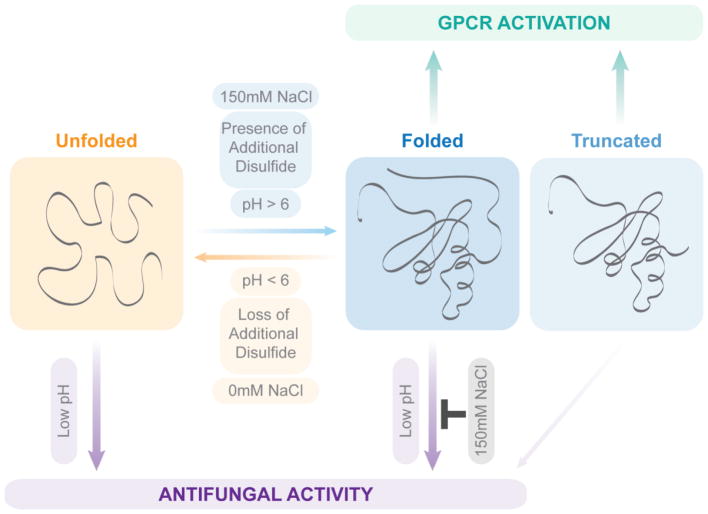 GPCR ACTIVATION
150mM NaCl
Presence of
Additional
Disulfide
pH > 6
Unfolded
Folded
Truncated
pH < 6
Loss of
Additional
Disulfide
0mM NaCl
Low pH
Low pH
150mM NaCl
ANTIFUNGAL ACTIVITY